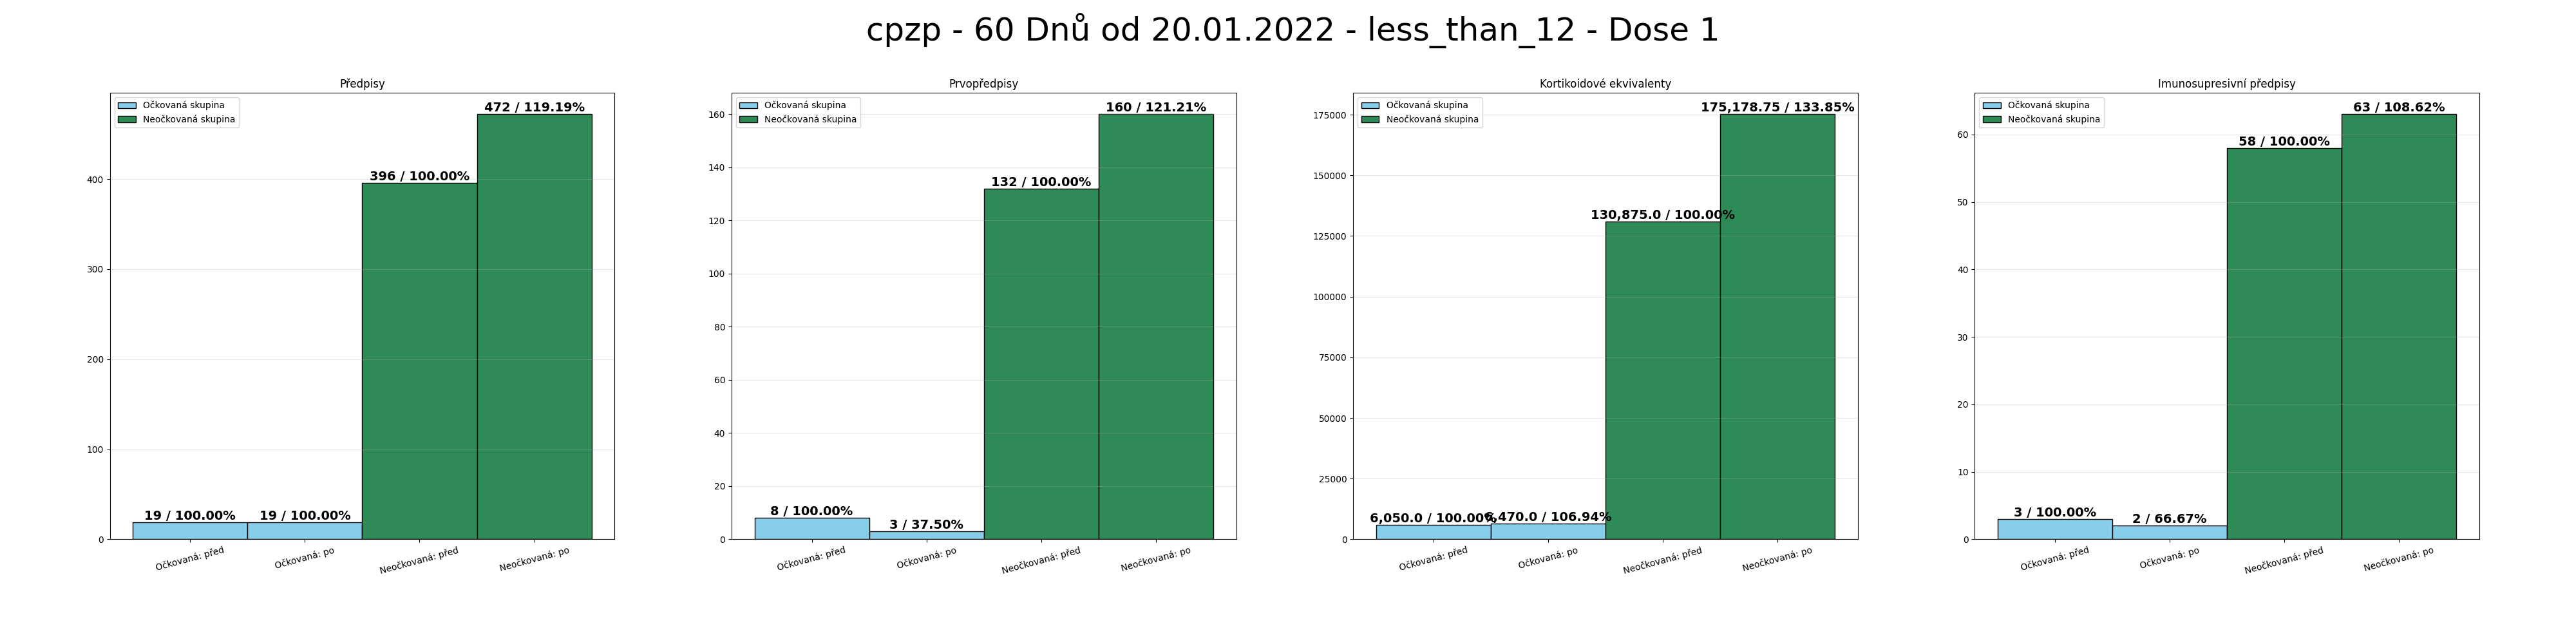 cpzp - 60 Dnů od 20.01.2022 - less_than_12 - Dose 1
Předpisy
Očkovaná skupina
Neočkovaná skupina
472 / 119.19%
396 / 100.00%
19 / 100.00%
19 / 100.00%
400
300
200
100
0
Očkovaná: před
Očkovaná: po
Neočkovaná: před
Neočkovaná: po
Prvopředpisy
Očkovaná skupina
Neočkovaná skupina
160 / 121.21%
132 / 100.00%
8 / 100.00%
3 / 37.50%
160
140
120
100
80
60
40
20
0
Očkovaná: před
Očkovaná: po
Neočkovaná: před
Neočkovaná: po
Kortikoidové ekvivalenty
Očkovaná skupina
Neočkovaná skupina
175,178.75 / 133.85%
130,875.0 / 100.00%
6,050.0 / 100.00%
6,470.0 / 106.94%
175000
150000
125000
100000
75000
50000
25000
0
Očkovaná: před
Očkovaná: po
Neočkovaná: před
Neočkovaná: po
Imunosupresivní předpisy
Očkovaná skupina
Neočkovaná skupina
63 / 108.62%
58 / 100.00%
3 / 100.00%
2 / 66.67%
60
50
40
30
20
10
0
Očkovaná: před
Očkovaná: po
Neočkovaná: před
Neočkovaná: po